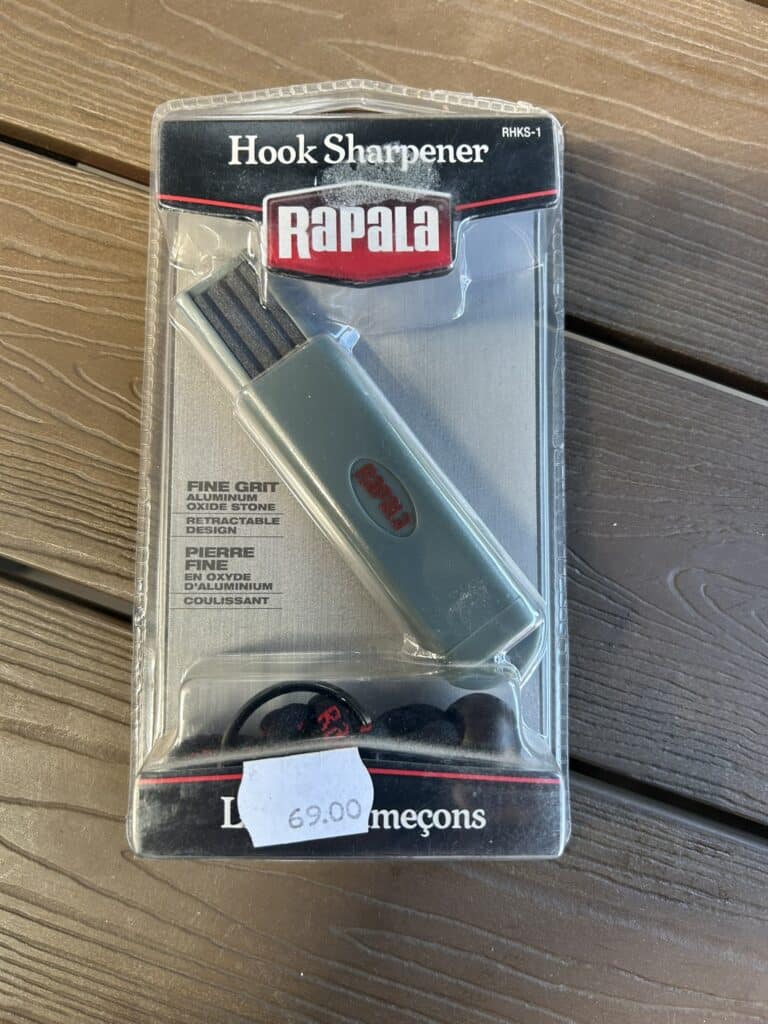 RHKS-1
Hook Sharpener
RAPALA
RAPALA
FINE GRIT
ALUMINUM
OXIDE STONE
RETRACTABLE
DESIGN
PIERRE
FINE
EN OXYDE
D'ALUMINIUM
COULISSANT
69.00